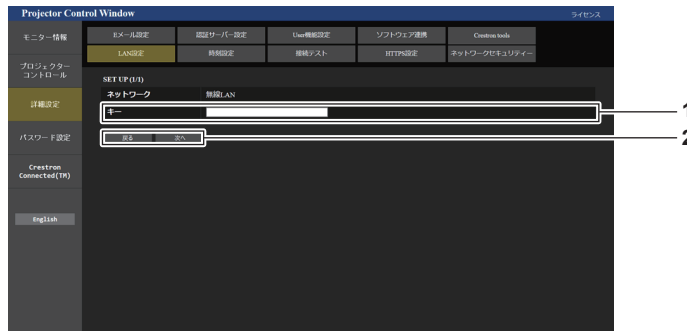 Projector Control Window
ライセンス
モニター情報
プロジェクター
コントロール
詳細設定
パスワード設定
Crestron
Connected(TM)
English
Eメール設定
認証サーバー設定
User機能設定
ソフトウェア連携
Crestron tools
LAN設定
時刻設定
接続テスト
HTTPS設定
ネットワークセキュリティー
SET UP (1/1)
ネットワーク
無線LAN
キー
1
戻る
次へ
2